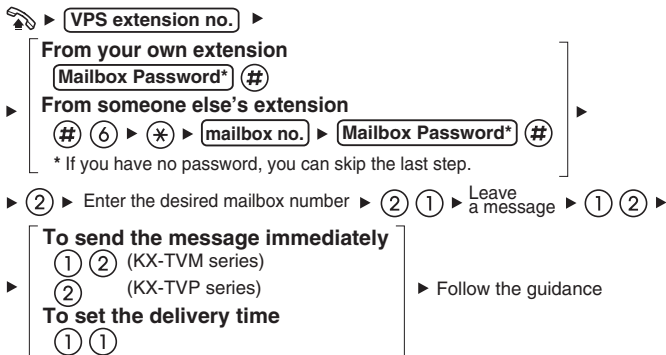 ▶ VPS extension no. ▶
From your own extension
Mailbox Password* #
From someone else's extension
▶ # 6 ▶ * ▶ mailbox no. ▶ Mailbox Password* # ▶
* If you have no password, you can skip the last step.
▶ 2 ▶ Enter the desired mailbox number ▶ 2 1 ▶ Leave a message ▶ 1 2 ▶
To send the message immediately
1 2 (KX-TVM series)
▶ 2 (KX-TVP series) ▶ Follow the guidance
To set the delivery time
1 1